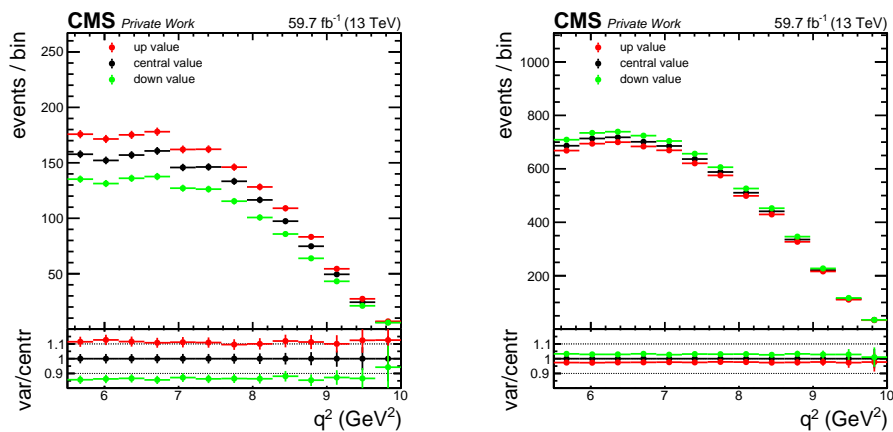 CMS Private Work 59.7 fb⁻¹ (13 TeV)
events / bin
250
200
150
100
50
up value
central value
down value
var/centr
1.1
1
0.9
6 7 8 9 10
q² (GeV²)
CMS Private Work 59.7 fb⁻¹ (13 TeV)
events / bin
1000
800
600
400
200
up value
central value
down value
var/centr
1.1
1
0.9
6 7 8 9 10
q² (GeV²)